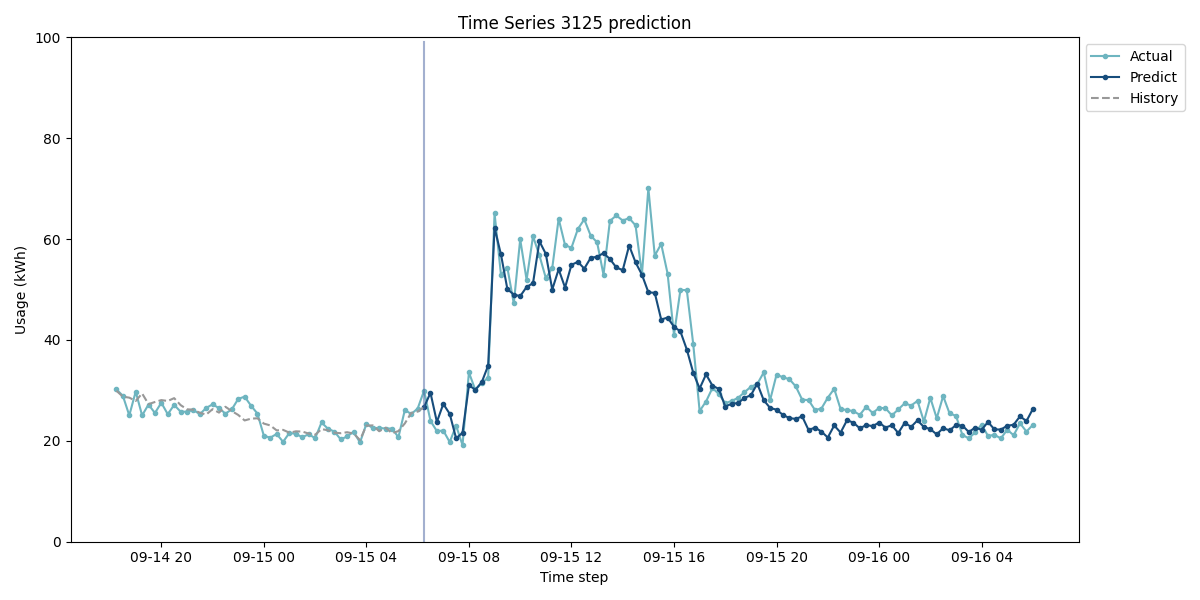 Time Series 3125 prediction
100
80
60
40
20
0
Usage (kWh)
09-14 20
09-15 00
09-15 04
09-15 08
09-15 12
09-15 16
09-15 20
09-16 00
09-16 04
Time step
Actual
Predict
History